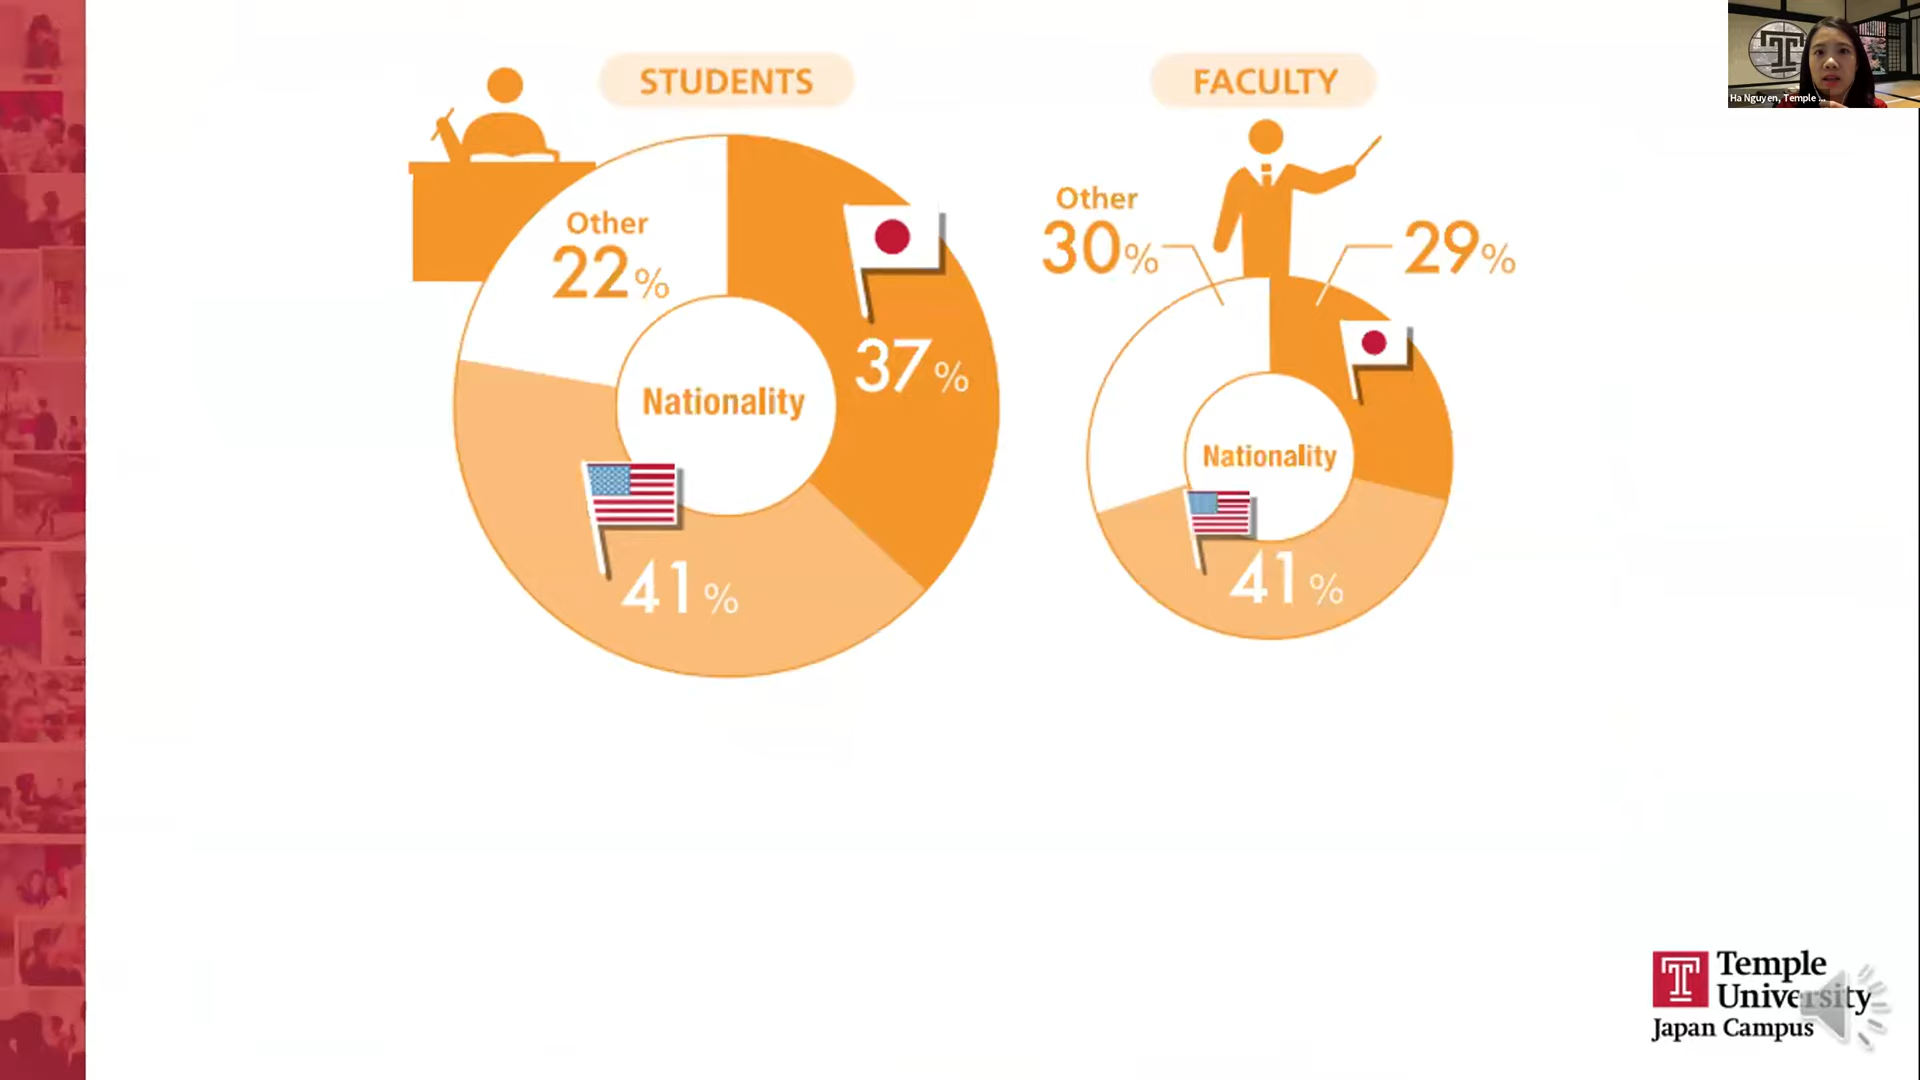 STUDENTS
Other
22%
37%
Nationality
41%
FACULTY
Other
30%
29%
Nationality
41%
Ha Nguyen, Temple ...
T
Temple
University
Japan Campus